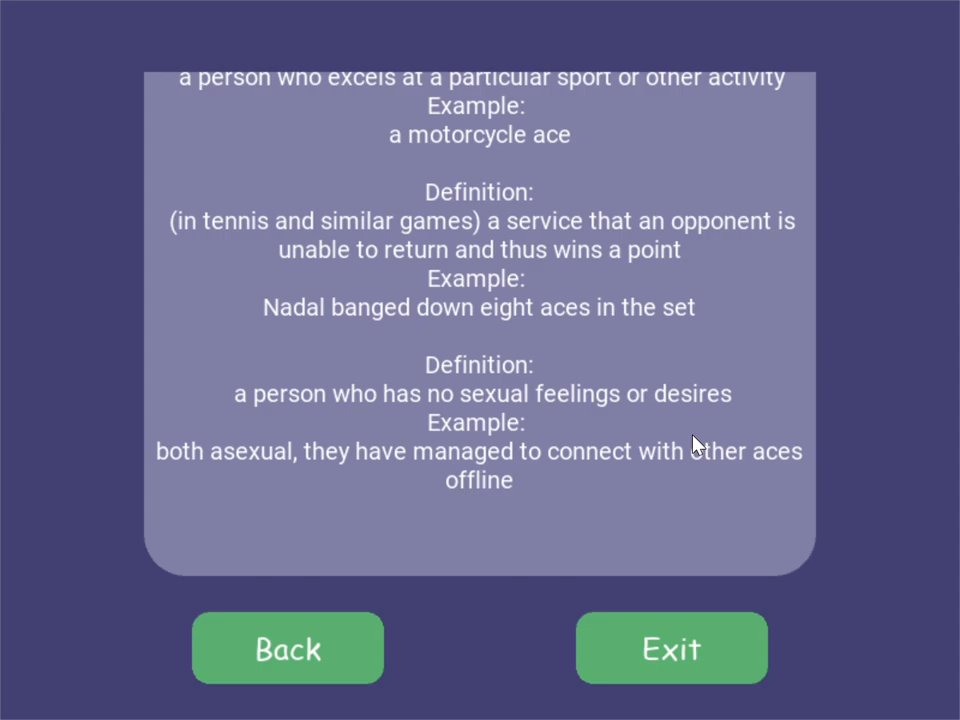 a person who excels at a particular sport or other activity
Example:
a motorcycle ace
Definition:
(in tennis and similar games) a service that an opponent is
unable to return and thus wins a point
Example:
Nadal banged down eight aces in the set
Definition:
a person who has no sexual feelings or desires
Example:
both asexual, they have managed to connect with other aces
offline
Back
Exit